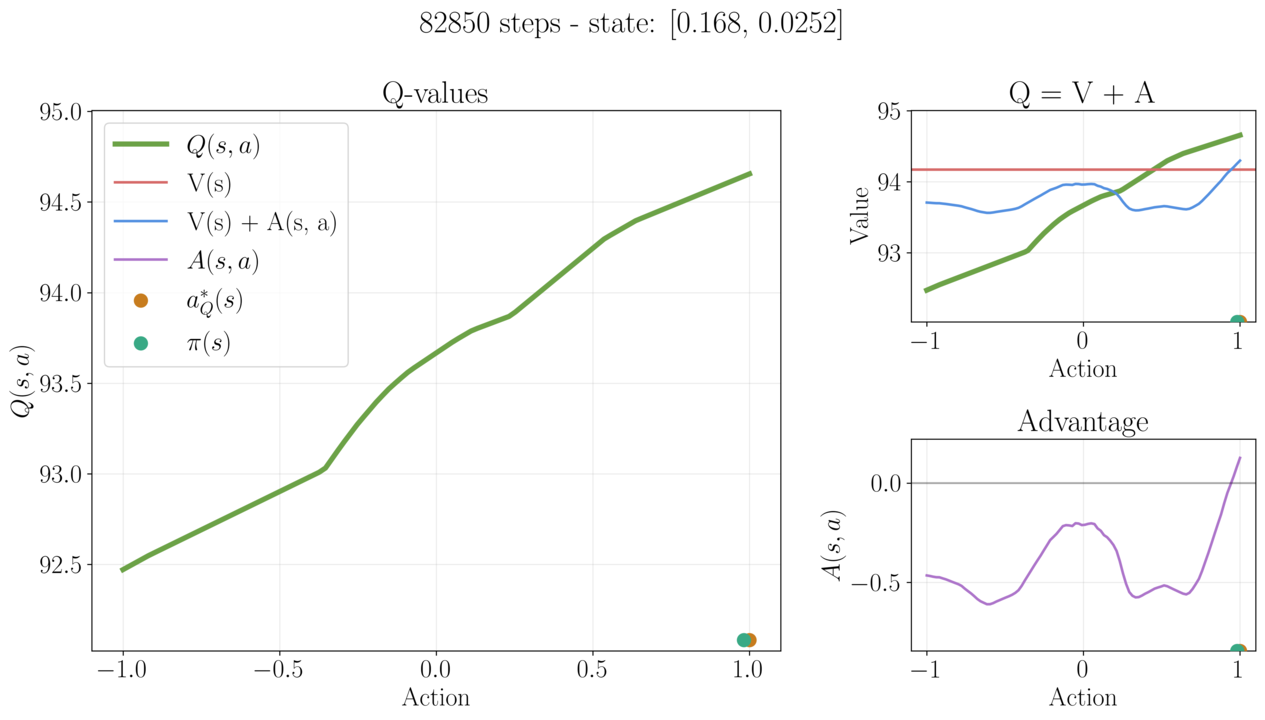 82850 steps - state: [0.168, 0.0252]
Q-values
95.0
94.5
94.0
93.5
93.0
92.5
Q(s, a)
Q(s, a)
V(s)
V(s) + A(s, a)
A(s, a)
a*Q(s)
π(s)
−1.0 −0.5 0.0 0.5 1.0
Action
Q = V + A
95
94
93
Value
−1 0 1
Action
Advantage
0.0
−0.5
A(s, a)
−1 0 1
Action